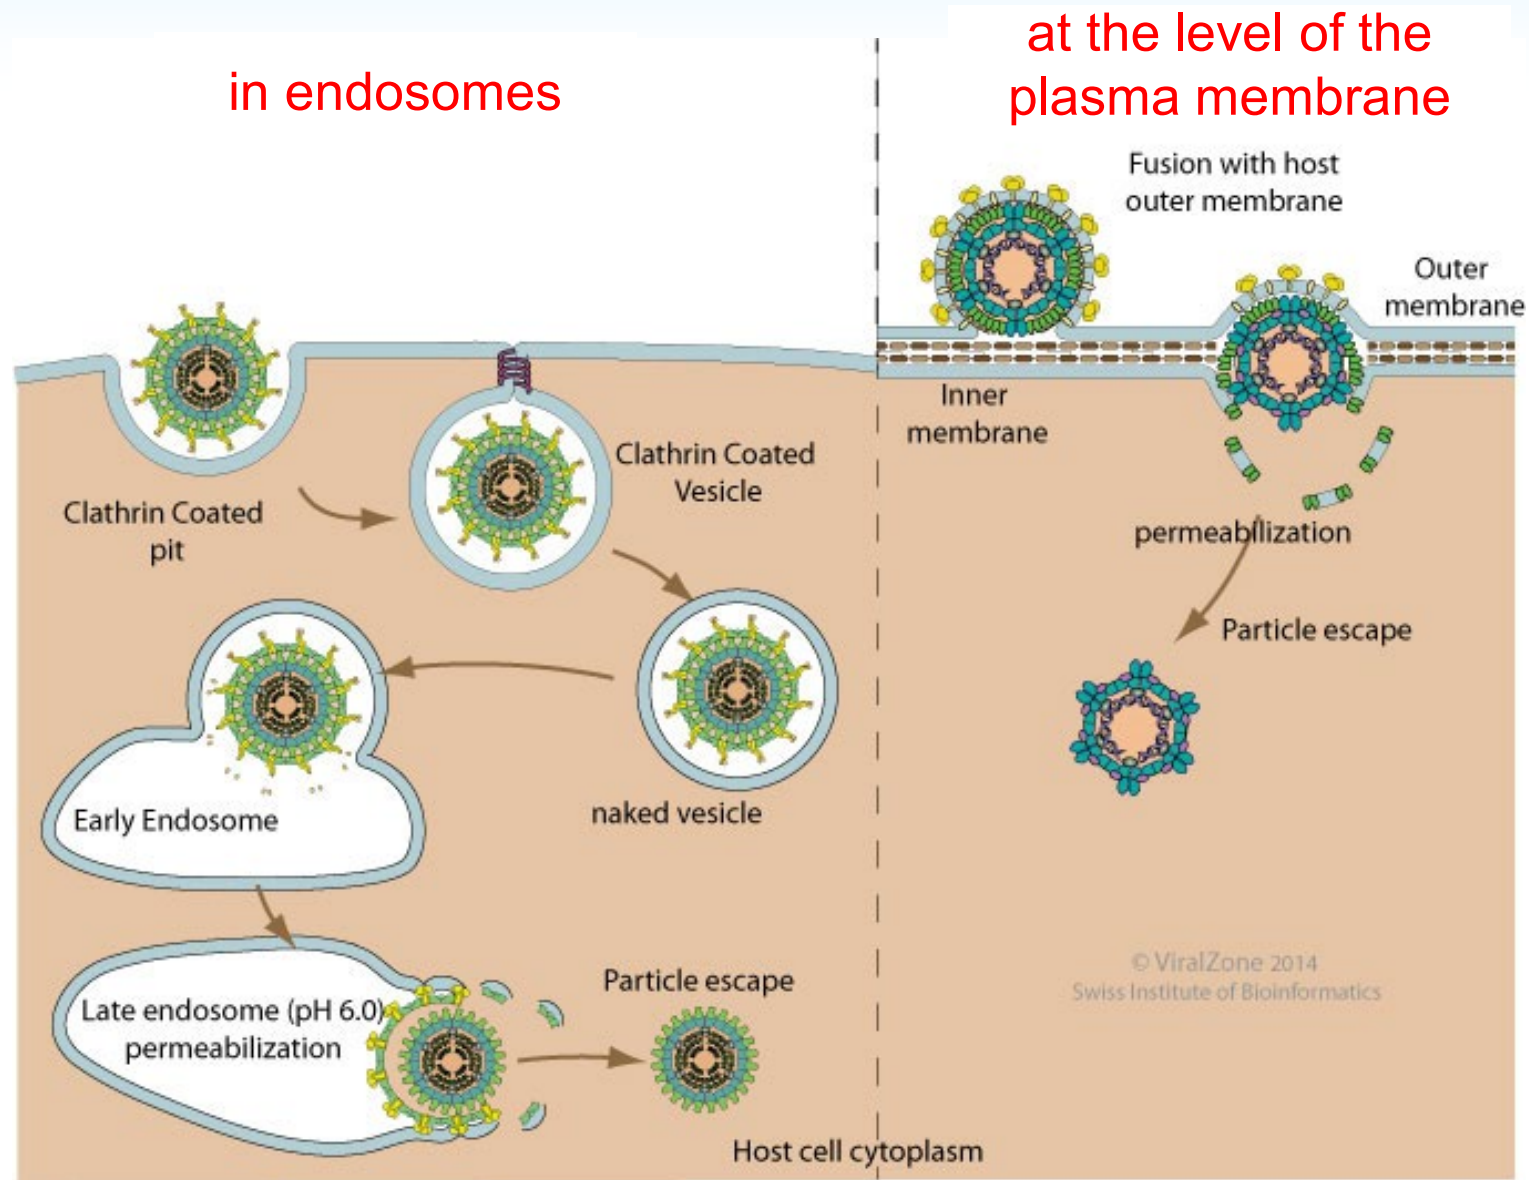 in endosomes
at the level of the
plasma membrane
Fusion with host
outer membrane
Outer
membrane
Inner
membrane
Clathrin Coated
pit
Clathrin Coated
Vesicle
permeabilization
Particle escape
naked vesicle
Early Endosome
Late endosome (pH 6.0)
permeabilization
Particle escape
© ViralZone 2014
Swiss Institute of Bioinformatics
Host cell cytoplasm